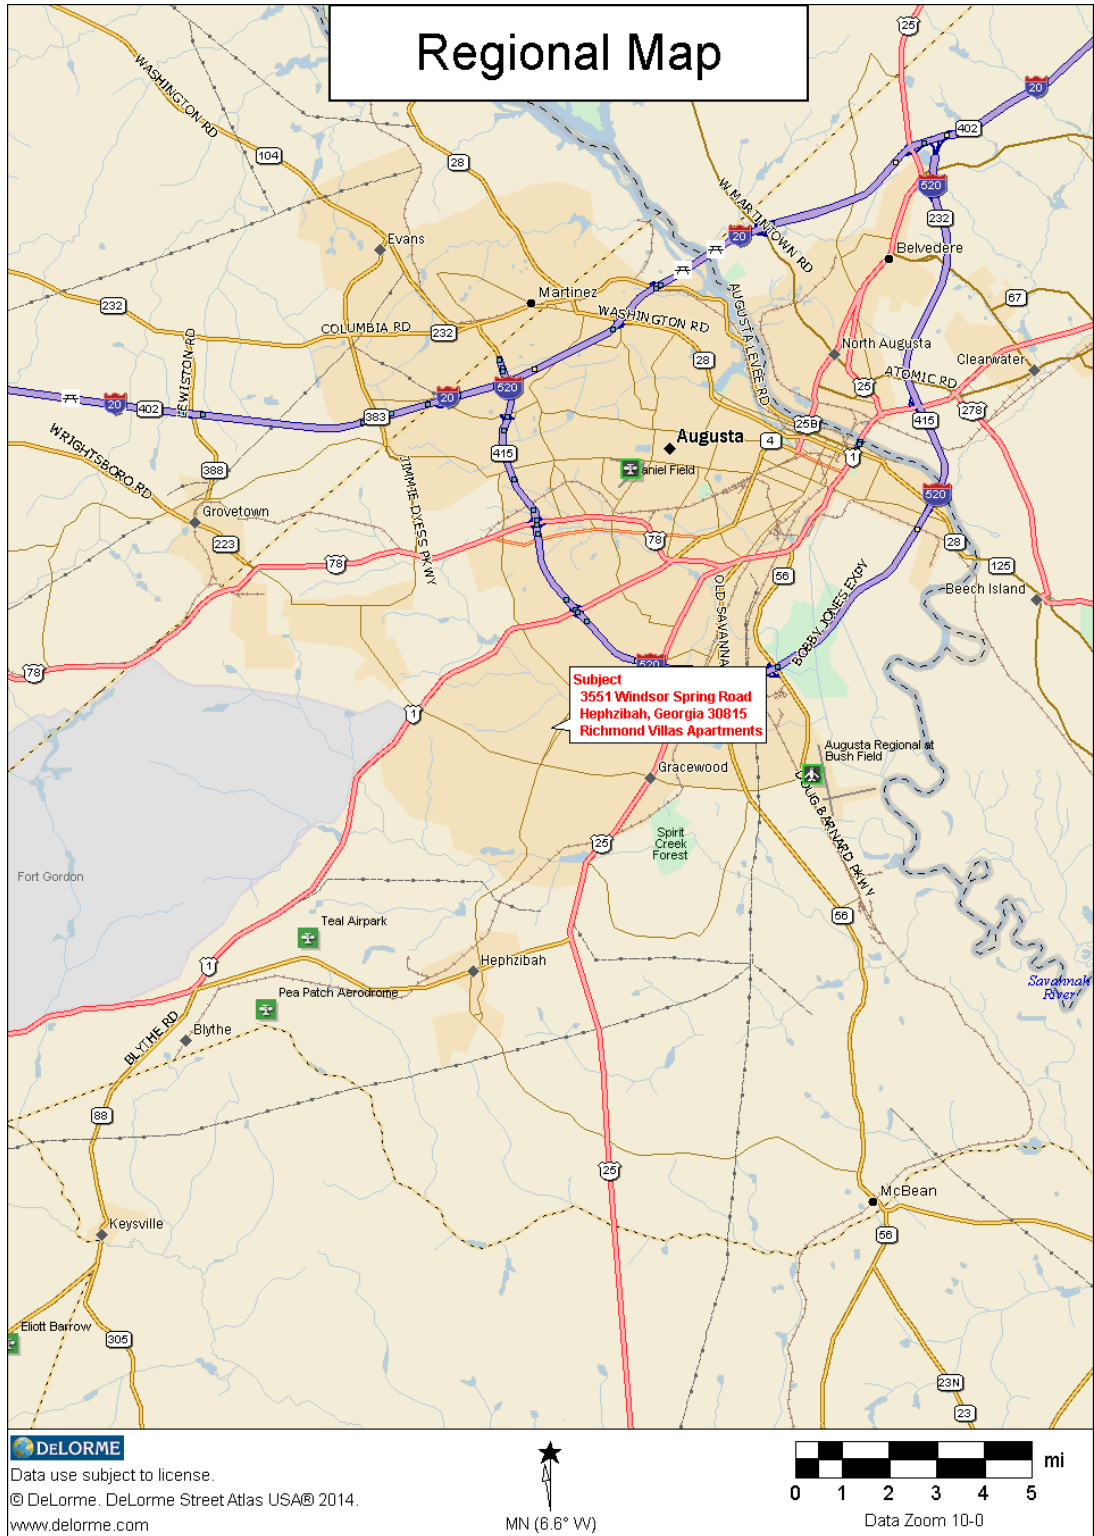 Regional Map
25
20
WASHINGTON RD
402
104
28
520
W MARTINTOWN RD
232
20
Evans
Belvedere
Martinez
67
232
AUGUSTA LEVEE RD
WASHINGTON RD
COLUMBIA RD
232
North Augusta
Clearwater
28
LEWISTON RD
ATOMIC RD
520
25
20
20
402
383
278
415
25B
Augusta
4
WRIGHTSBORO RD
415
1
388
JIMMIE DYESS PKWY
aniel Field
520
Grovetown
223
78
28
78
125
56
OLD SAVANNA
BOBBY JONES EXPY
Beech Island
520
78
Subject
3551 Windsor Spring Road
Hephzibah, Georgia 30815
Richmond Villas Apartments
1
Augusta Regional at
Bush Field
Gracewood
DOUG BARNARD PKWY
25
Spirit
Creek
Forest
Fort Gordon
56
Teal Airpark
Hephzibah
1
Savannah
River
Pea Patch Aerodrome
BLYTHE RD
Blythe
88
25
McBean
Keysville
56
Eliott Barrow
305
23N
23
DELORME
Data use subject to license.
© DeLorme. DeLorme Street Atlas USA® 2014.
www.delorme.com
MN (6.6° W)
mi
0 1 2 3 4 5
Data Zoom 10-0